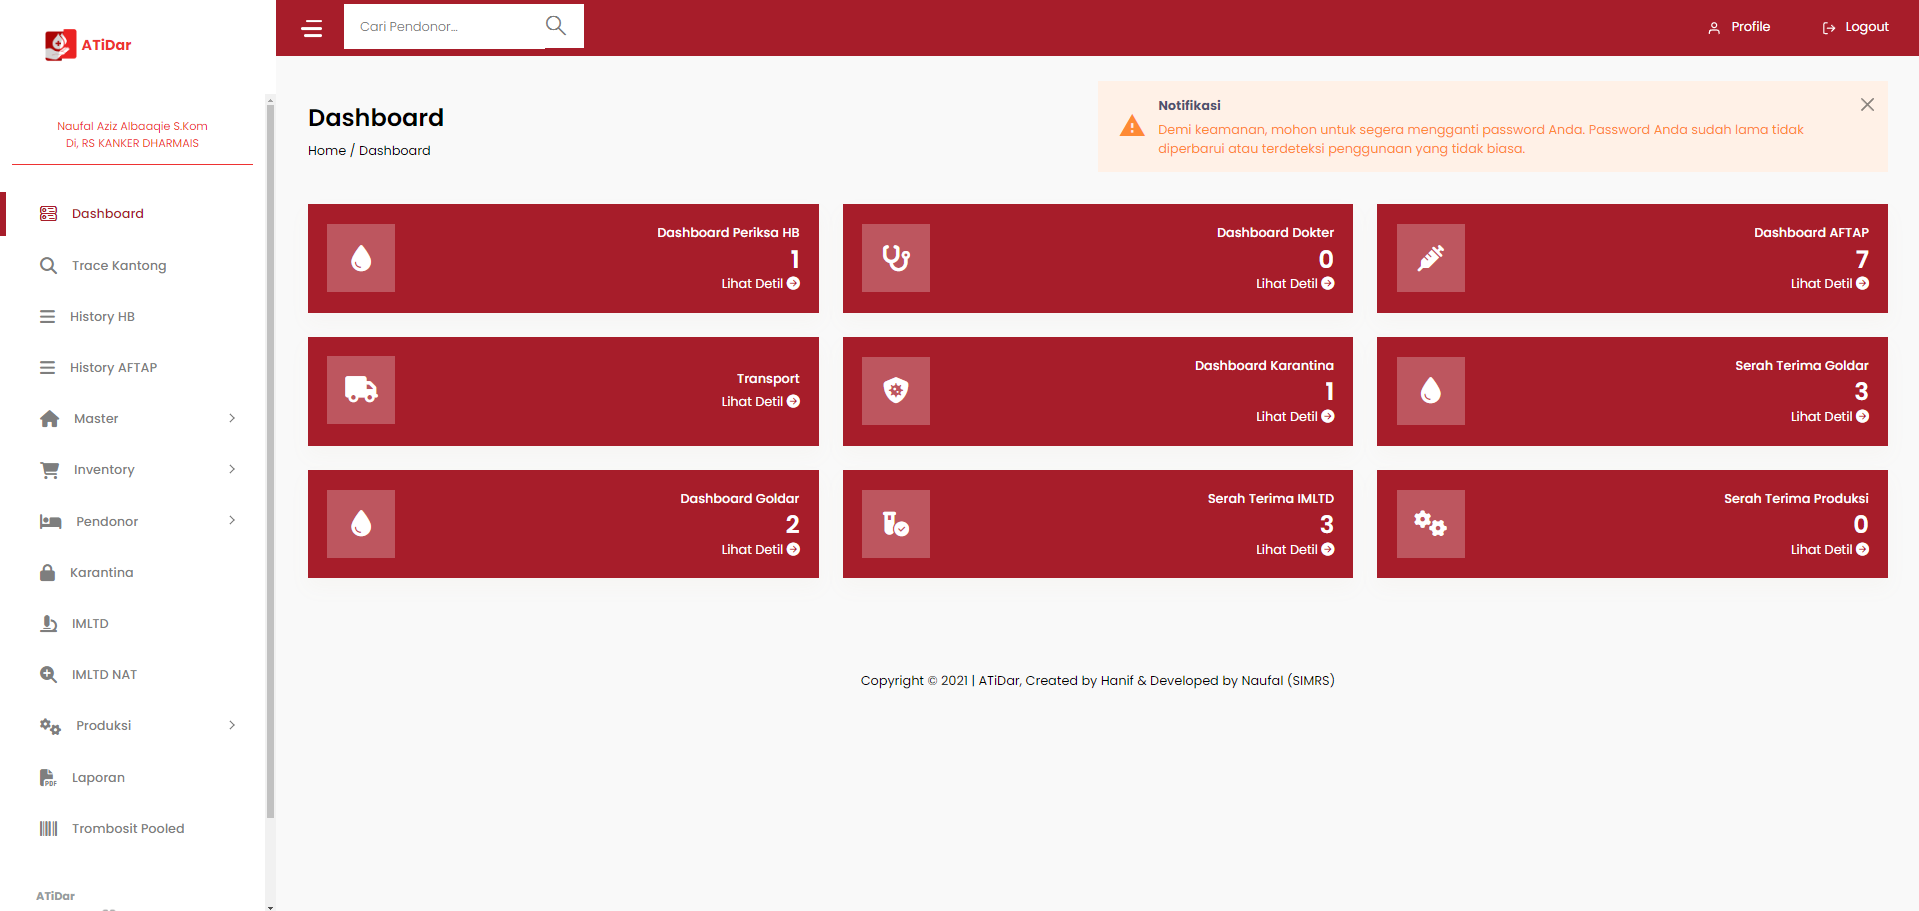 ATiDar
Naufal Aziz Albaaqie S.Kom
Di, RS KANKER DHARMAIS
Dashboard
Trace Kantong
History HB
History AFTAP
Master
Inventory
Pendonor
Karantina
IMLTD
IMLTD NAT
Produksi
PDF
Laporan
Trombosit Pooled
ATiDar
Cari Pendonor...
Profile
Logout
Dashboard
Home / Dashboard
Notifikasi
Demi keamanan, mohon untuk segera mengganti password Anda. Password Anda sudah lama tidak
diperbarui atau terdeteksi penggunaan yang tidak biasa.
Dashboard Periksa HB
1
Lihat Detil
Dashboard Dokter
0
Lihat Detil
Dashboard AFTAP
7
Lihat Detil
Transport
Lihat Detil
Dashboard Karantina
1
Lihat Detil
Serah Terima Goldar
3
Lihat Detil
Dashboard Goldar
2
Lihat Detil
Serah Terima IMLTD
3
Lihat Detil
Serah Terima Produksi
0
Lihat Detil
Copyright © 2021 | ATiDar, Created by Hanif & Developed by Naufal (SIMRS)